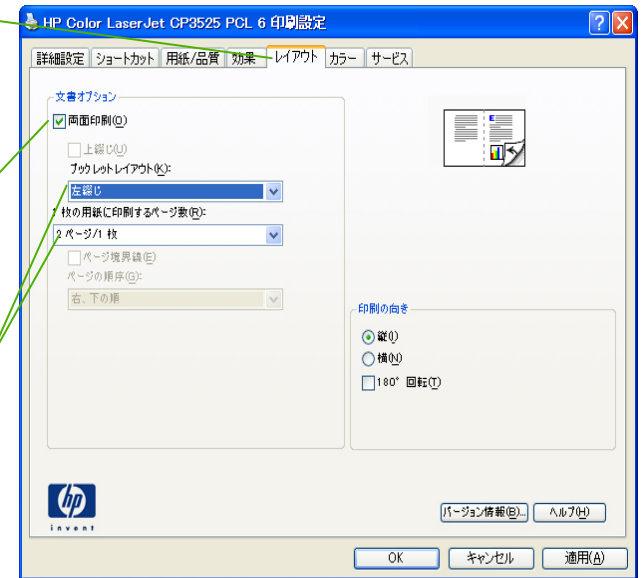 HP Color LaserJet CP3525 PCL 6 印刷設定
詳細設定 ショートカット 用紙/品質 効果 レイアウト カラー サービス
文書オプション
両面印刷(O)
上綴じ(U)
ブックレットレイアウト(K):
左綴じ
1 枚の用紙に印刷するページ数(R):
2 ページ/1 枚
ページ境界線(E)
ページの順序(G):
右、下の順
印刷の向き
縦(I)
横(N)
180° 回転(T)
hp
invent
バージョン情報(B)... ヘルプ(H)
OK キャンセル 適用(A)